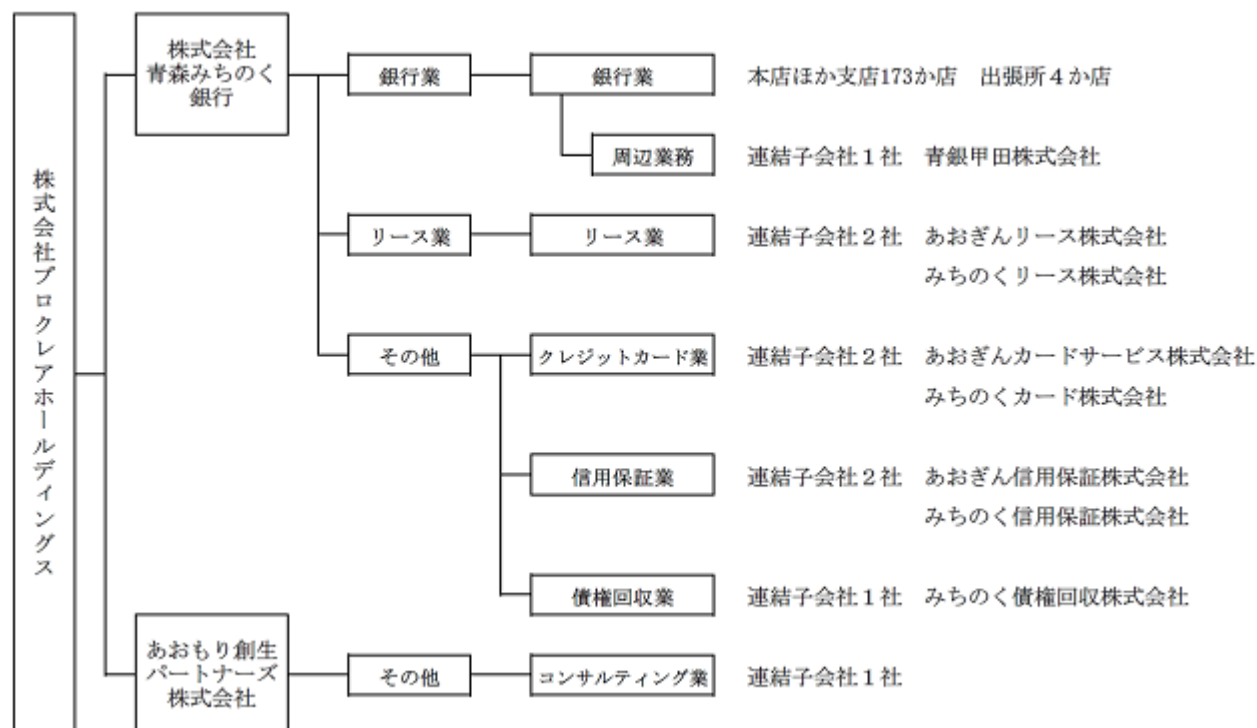 株式会社プロクレアホールディングス
株式会社
青森みちのく
銀行
銀行業
銀行業
本店ほか支店173か店 出張所４か店
周辺業務
連結子会社１社 青銀甲田株式会社
リース業
リース業
連結子会社２社 あおぎんリース株式会社
みちのくリース株式会社
その他
クレジットカード業
連結子会社２社 あおぎんカードサービス株式会社
みちのくカード株式会社
信用保証業
連結子会社２社 あおぎん信用保証株式会社
みちのく信用保証株式会社
債権回収業
連結子会社１社 みちのく債権回収株式会社
あおもり創生
パートナーズ
株式会社
その他
コンサルティング業
連結子会社１社